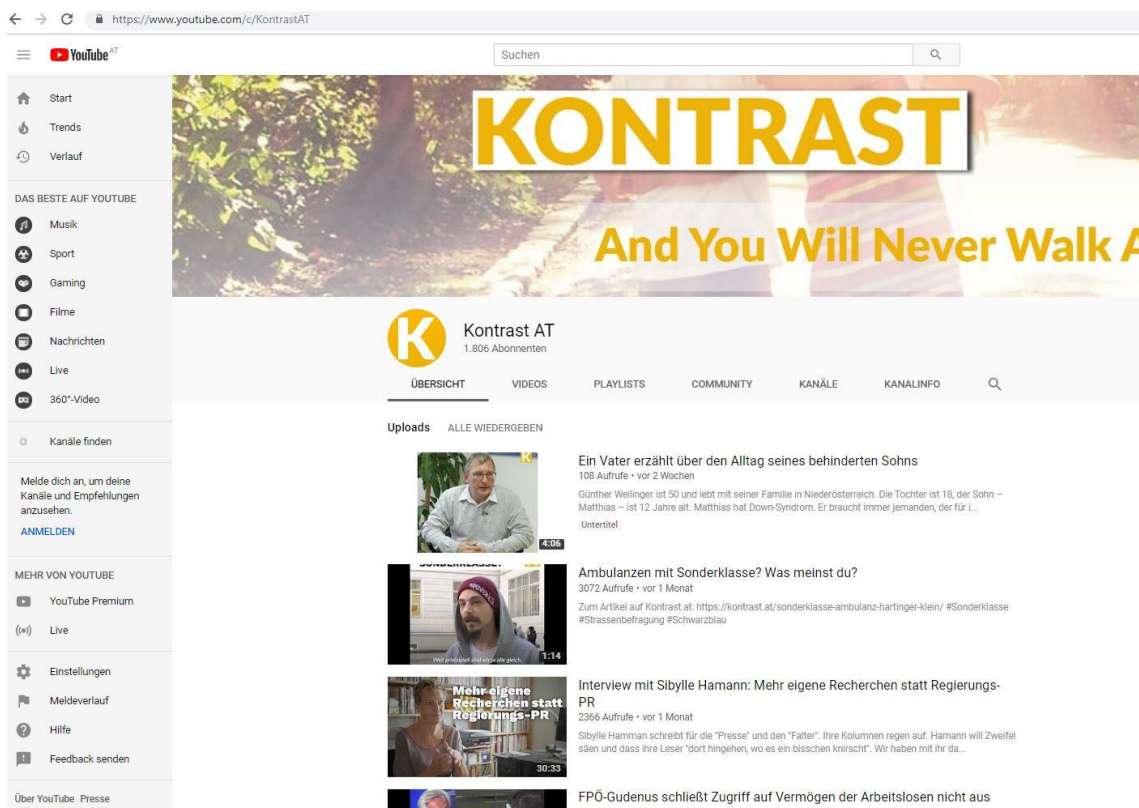 https://www.youtube.com/c/KontrastAT
YouTube AT
Suchen
Start
Trends
Verlauf
DAS BESTE AUF YOUTUBE
Musik
Sport
Gaming
Filme
Nachrichten
Live
360°-Video
Kanäle finden
Melde dich an, um deine
Kanäle und Empfehlungen
anzusehen.
ANMELDEN
MEHR VON YOUTUBE
YouTube Premium
Live
Einstellungen
Meldeverlauf
Hilfe
Feedback senden
Über YouTube Presse
KONTRAST
And You Will Never Walk A
K
Kontrast AT
1.806 Abonnenten
ÜBERSICHT VIDEOS PLAYLISTS COMMUNITY KANÄLE KANALINFO
Uploads ALLE WIEDERGEBEN
K
4:06
Ein Vater erzählt über den Alltag seines behinderten Sohns
108 Aufrufe • vor 2 Wochen
Günther Weilinger ist 50 und lebt mit seiner Familie in Niederösterreich. Die Tochter ist 18, der Sohn –
Matthias – ist 12 Jahre alt. Matthias hat Down-Syndrom. Er braucht immer jemanden, der für i...
Untertitel
SONDERKLASSE?
1:14
Ambulanzen mit Sonderklasse? Was meinst du?
3072 Aufrufe • vor 1 Monat
Zum Artikel auf Kontrast.at: https://kontrast.at/sonderklasse-ambulanz-hartinger-klein/ #Sonderklasse
#Strassenbefragung #Schwarzblau
Mehr eigene
Recherchen statt
Regierungs-PR
30:33
Interview mit Sibylle Hamann: Mehr eigene Recherchen statt Regierungs-
PR
2366 Aufrufe • vor 1 Monat
Sibylle Hamman schreibt für die "Presse" und den "Falter". Ihre Kolumnen regen auf. Hamann will Zweifel
säen und dass ihre Leser "dort hingehen, wo es ein bisschen knirscht". Wir haben mit ihr da...
FPÖ-Gudenus schließt Zugriff auf Vermögen der Arbeitslosen nicht aus